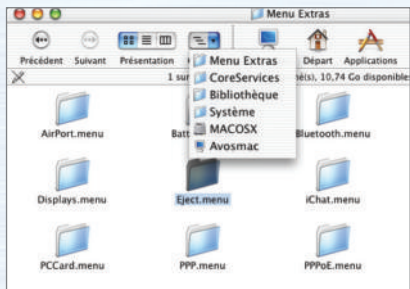 Menu Extras
Précédent Suivant Présentation Départ Applications
Menu Extras
CoreServices
Bibliothèque
Système
MACOSX
Avosmac
1 sur é(s), 10,74 Go disponible
AirPort.menu Batt luetooth.menu
Displays.menu Eject.menu iChat.menu
PCCard.menu PPP.menu PPPoE.menu